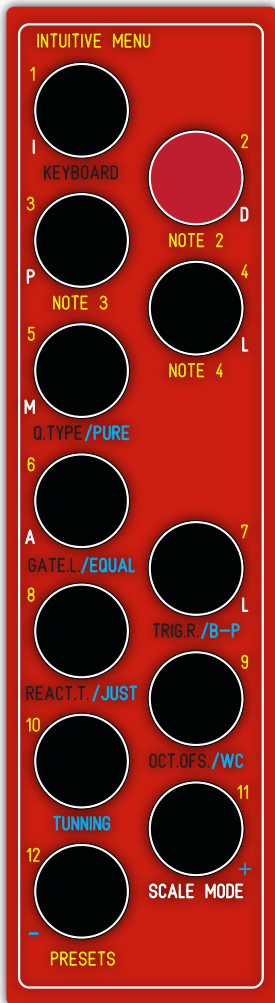 INTUITIVE MENU
1
I
KEYBOARD
2
D
NOTE 2
3
P
NOTE 3
4
L
NOTE 4
5
M
Q.TYPE/PURE
6
A
GATE.L./EQUAL
7
L
TRIG.R./B-P
8
REACT.T./JUST
9
OCT.OFS./WC
10
TUNNING
11
+
SCALE MODE
12
-
PRESETS